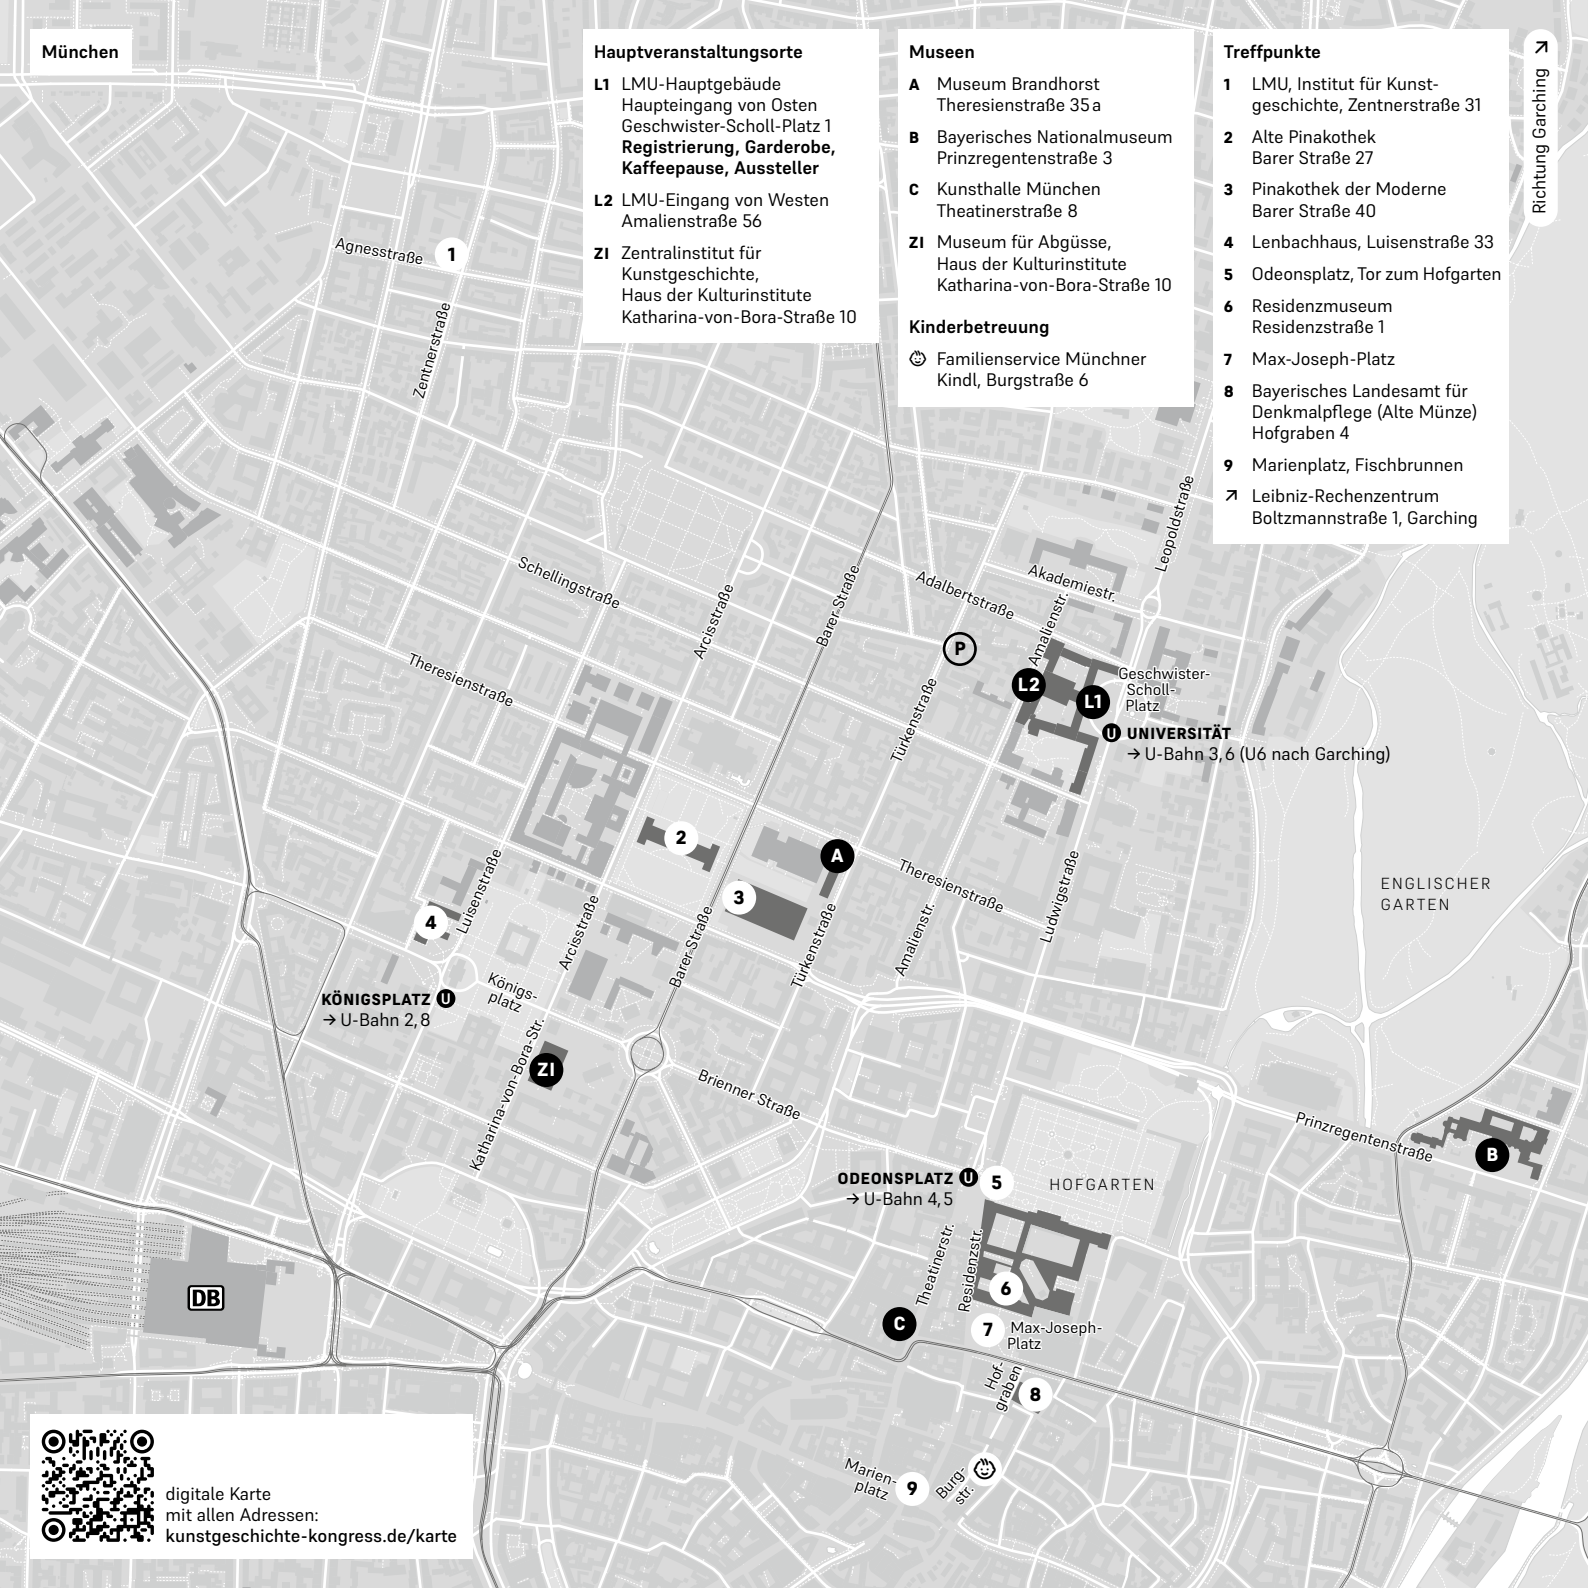 München
Hauptveranstaltungsorte
L1 LMU-Hauptgebäude
Haupteingang von Osten
Geschwister-Scholl-Platz 1
Registrierung, Garderobe,
Kaffeepause, Aussteller
L2 LMU-Eingang von Westen
Amalienstraße 56
ZI Zentralinstitut für
Kunstgeschichte,
Haus der Kulturinstitute
Katharina-von-Bora-Straße 10
Museen
A Museum Brandhorst
Theresienstraße 35 a
B Bayerisches Nationalmuseum
Prinzregentenstraße 3
C Kunsthalle München
Theatinerstraße 8
ZI Museum für Abgüsse,
Haus der Kulturinstitute
Katharina-von-Bora-Straße 10
Kinderbetreuung
Familienservice Münchner
Kindl, Burgstraße 6
Treffpunkte
1 LMU, Institut für Kunst-
geschichte, Zentnerstraße 31
2 Alte Pinakothek
Barer Straße 27
3 Pinakothek der Moderne
Barer Straße 40
4 Lenbachhaus, Luisenstraße 33
5 Odeonsplatz, Tor zum Hofgarten
6 Residenzmuseum
Residenzstraße 1
7 Max-Joseph-Platz
8 Bayerisches Landesamt für
Denkmalpflege (Alte Münze)
Hofgraben 4
9 Marienplatz, Fischbrunnen
↗ Leibniz-Rechenzentrum
Boltzmannstraße 1, Garching
Richtung Garching ↗
Agnesstraße
1
Zentnerstraße
Leopoldstraße
Schellingstraße
Arcisstraße
Barer Straße
Adalbertstraße
Akademiestr.
Amalienstr.
P
Theresienstraße
Türkenstraße
L2
L1
Geschwister-
Scholl-
Platz
U UNIVERSITÄT
→ U-Bahn 3, 6 (U6 nach Garching)
2
A
3
Theresienstraße
Ludwigstraße
ENGLISCHER
GARTEN
Luisenstraße
4
Arcisstraße
Barer Straße
Türkenstraße
Amalienstr.
Königs-
platz
KÖNIGSPLATZ U
→ U-Bahn 2, 8
Katharina-von-Bora-Str.
ZI
Brienner Straße
Prinzregentenstraße
B
ODEONSPLATZ U
→ U-Bahn 4, 5
5
HOFGARTEN
Theatinerstr.
Residenzstr.
6
DB
C
7
Max-Joseph-
Platz
Hof-
graben
8
Marien-
platz
9
Burg-
str.
digitale Karte
mit allen Adressen:
kunstgeschichte-kongress.de/karte